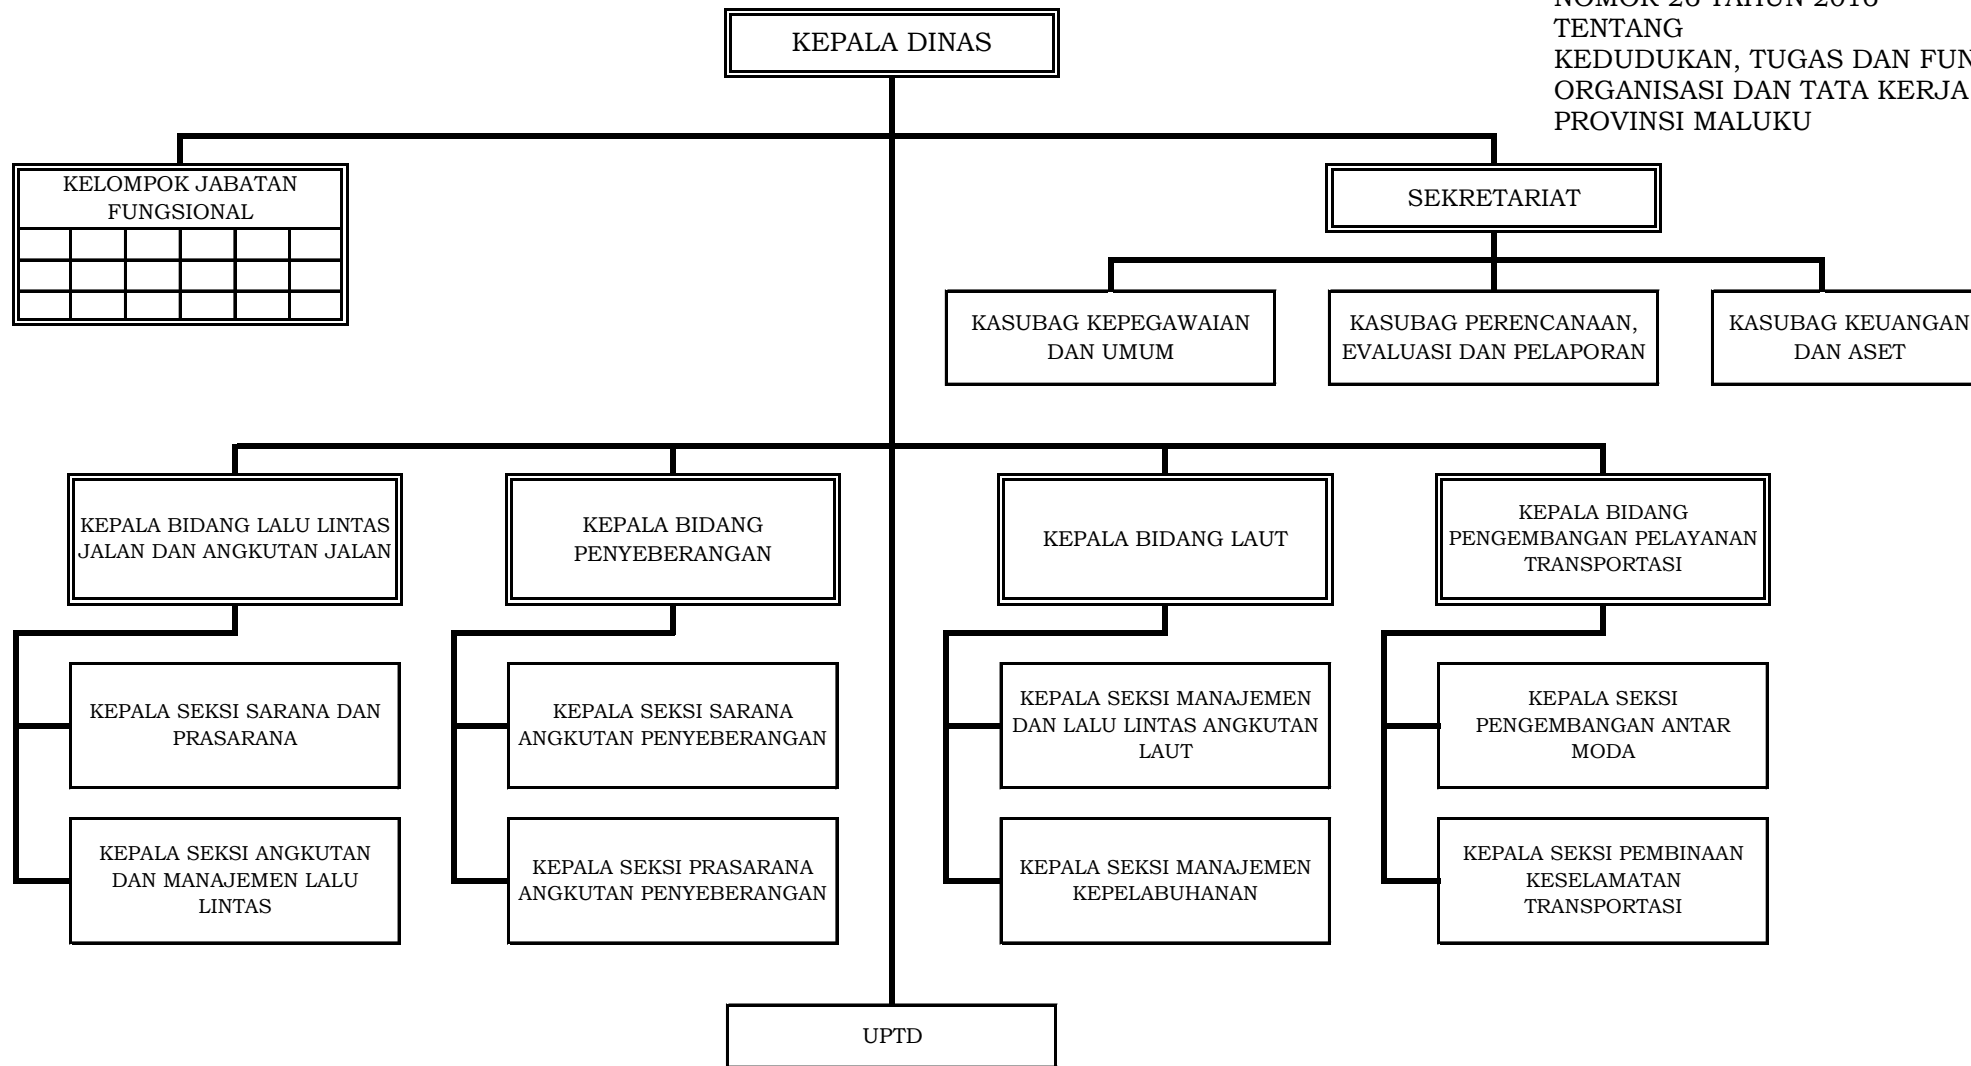 TENTANG
KEDUDUKAN, TUGAS DAN
ORGANISASI DAN TATA KERJA
PROVINSI MALUKU
KEPALA DINAS
KELOMPOK JABATAN
FUNGSIONAL
SEKRETARIAT
KASUBAG KEPEGAWAIAN
DAN UMUM
KASUBAG PERENCANAAN,
EVALUASI DAN PELAPORAN
KASUBAG KEUANGAN
DAN ASET
KEPALA BIDANG LALU LINTAS
JALAN DAN ANGKUTAN JALAN
KEPALA BIDANG
PENYEBERANGAN
KEPALA BIDANG LAUT
KEPALA BIDANG
PENGEMBANGAN PELAYANAN
TRANSPORTASI
KEPALA SEKSI SARANA DAN
PRASARANA
KEPALA SEKSI SARANA
ANGKUTAN PENYEBERANGAN
KEPALA SEKSI MANAJEMEN
DAN LALU LINTAS ANGKUTAN
LAUT
KEPALA SEKSI
PENGEMBANGAN ANTAR
MODA
KEPALA SEKSI ANGKUTAN
DAN MANAJEMEN LALU
LINTAS
KEPALA SEKSI PRASARANA
ANGKUTAN PENYEBERANGAN
KEPALA SEKSI MANAJEMEN
KEPELABUHANAN
KEPALA SEKSI PEMBINAAN
KESELAMATAN
TRANSPORTASI
UPTD